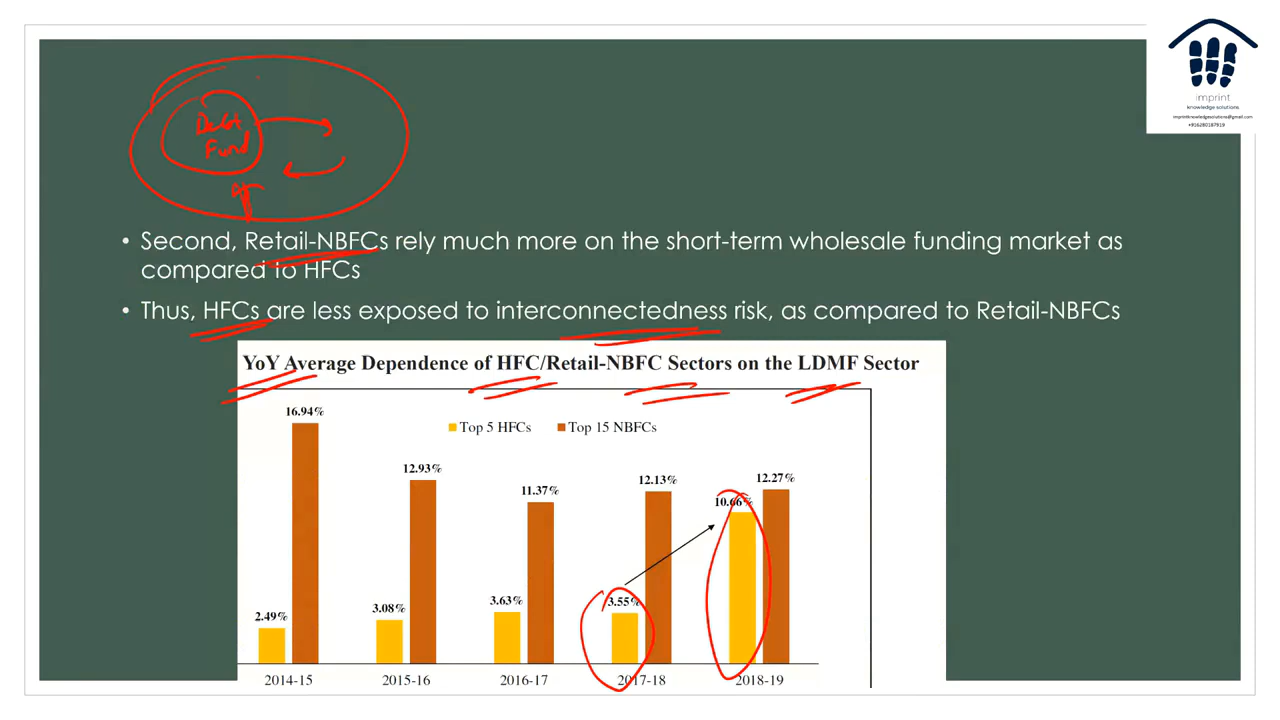 imprint
knowledge solutions
imprintknowledgesolutions@gmail.com
+916280187919
Debt
Fund
• Second, Retail-NBFCs rely much more on the short-term wholesale funding market as
compared to HFCs
• Thus, HFCs are less exposed to interconnectedness risk, as compared to Retail-NBFCs
YoY Average Dependence of HFC/Retail-NBFC Sectors on the LDMF Sector
Top 5 HFCs Top 15 NBFCs
16.94%
12.93%
11.37%
12.13%
12.27%
10.66%
2.49%
3.08%
3.63%
3.55%
2014-15 2015-16 2016-17 2017-18 2018-19